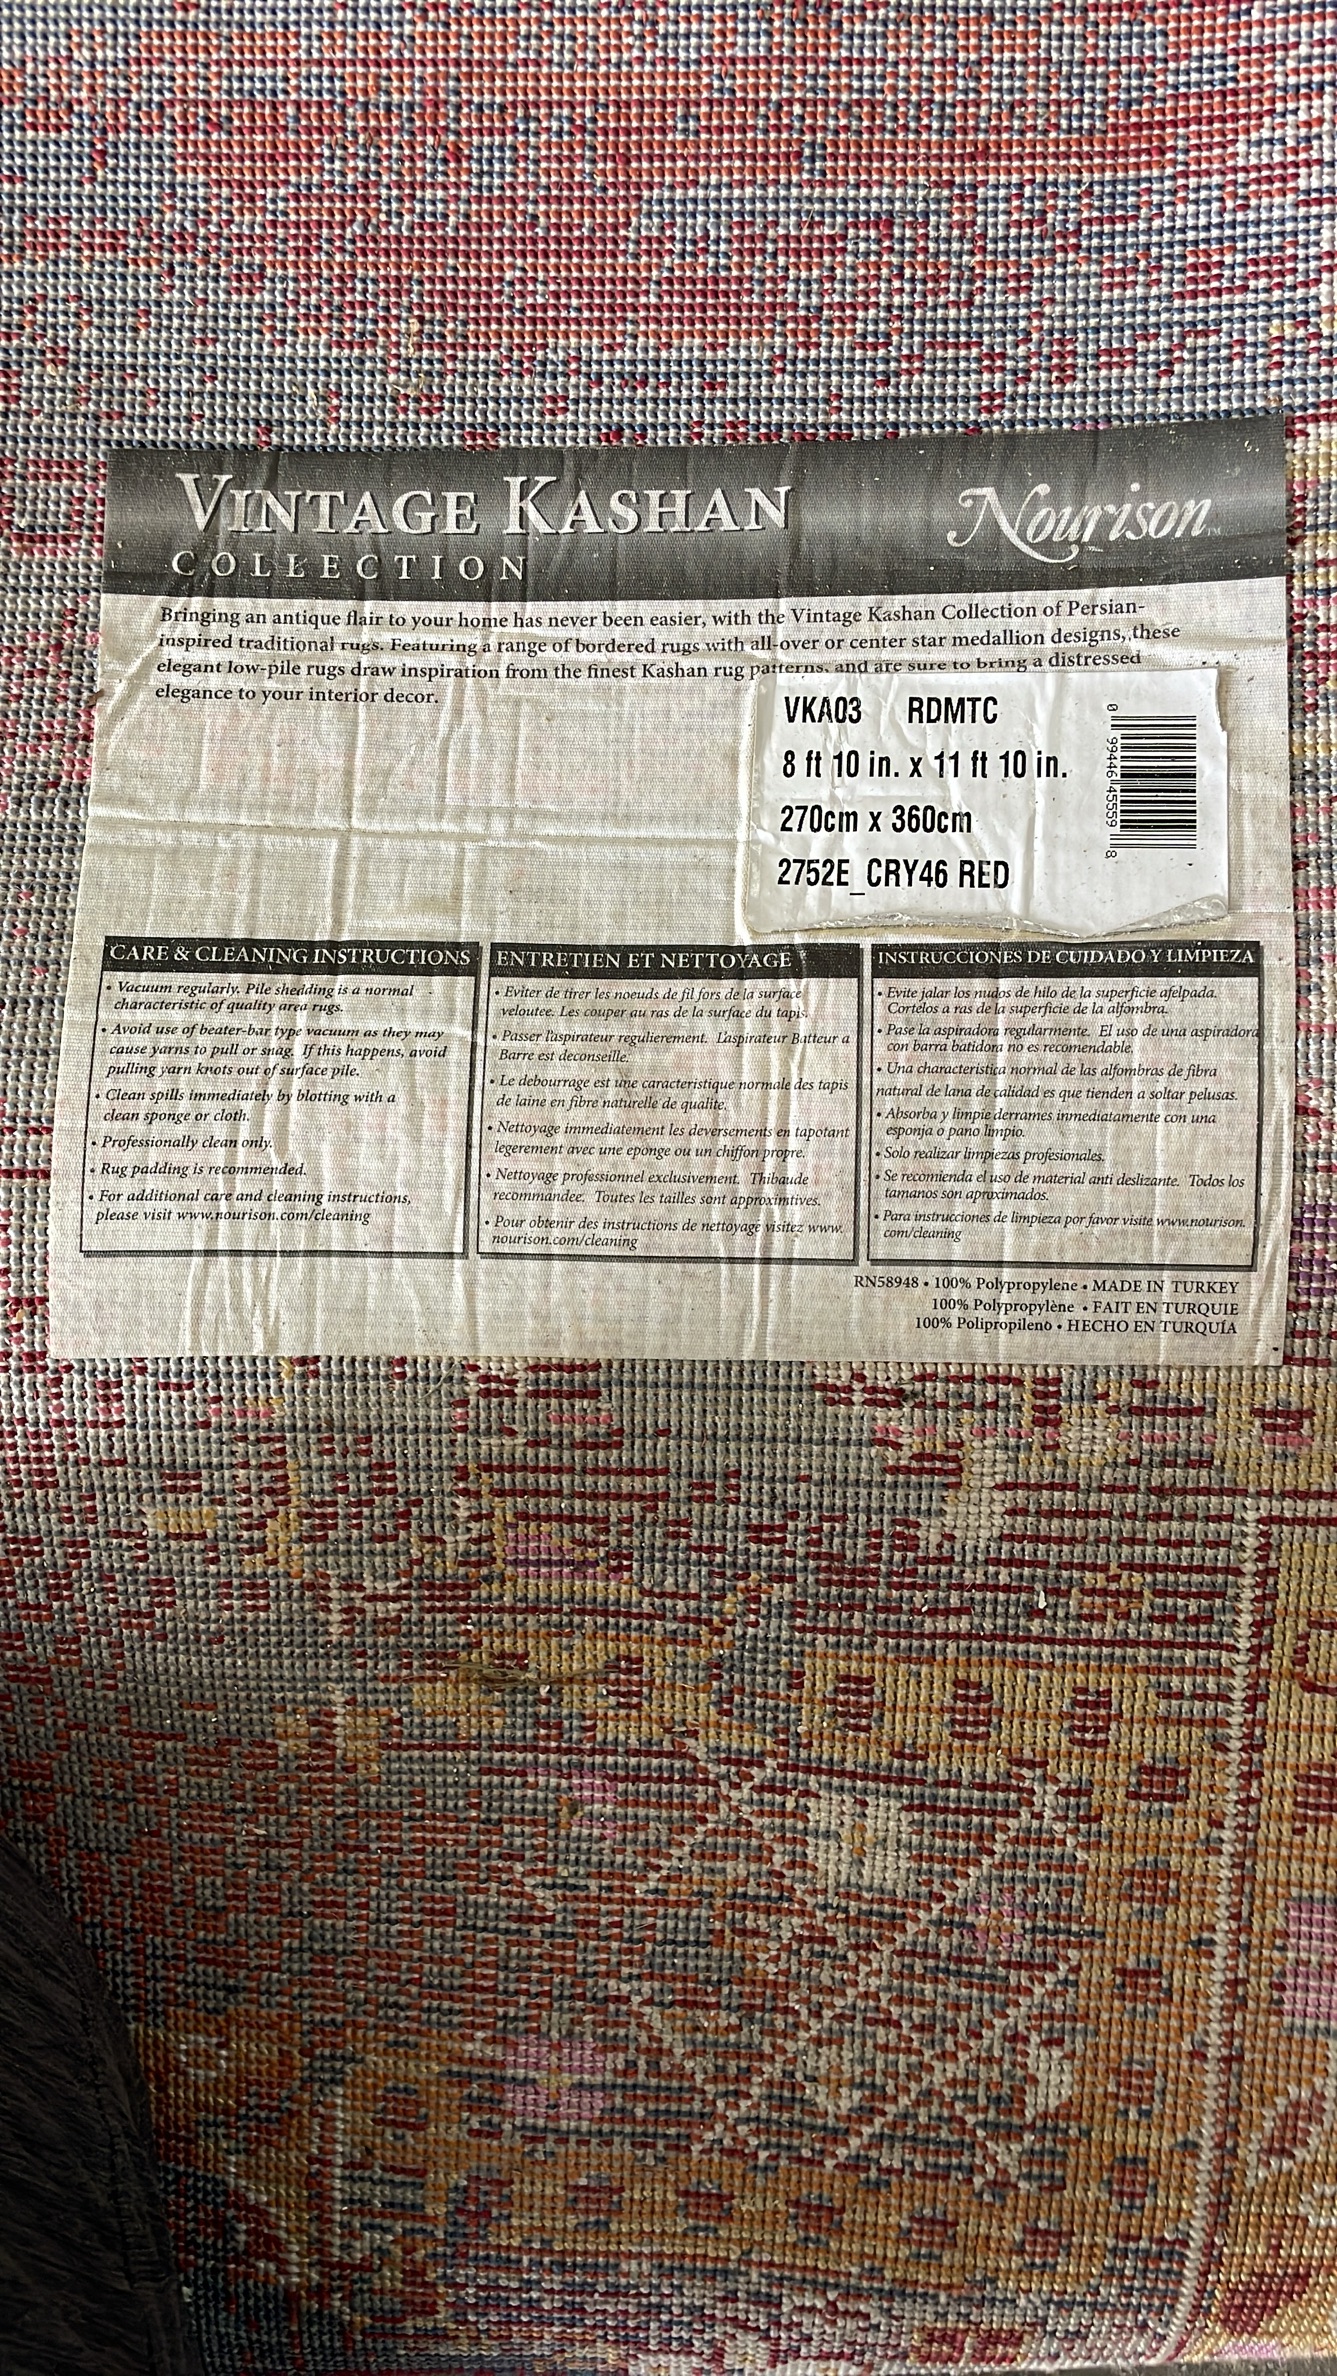 VINTAGE KASHAN
COLLECTION
Nourison™
Bringing an antique flair to your home has never been easier, with the Vintage Kashan Collection of Persian-
inspired traditional rugs. Featuring a range of bordered rugs with all-over or center star medallion designs, these
elegant low-pile rugs draw inspiration from the finest Kashan rug patterns, and are sure to bring a distressed
elegance to your interior decor.
VKA03 RDMTC
8 ft 10 in. x 11 ft 10 in.
270cm x 360cm
2752E_CRY46 RED
0 99446 45559 8
CARE & CLEANING INSTRUCTIONS
• Vacuum regularly. Pile shedding is a normal
characteristic of quality area rugs.
• Avoid use of beater-bar type vacuum as they may
cause yarns to pull or snag. If this happens, avoid
pulling yarn knots out of surface pile.
• Clean spills immediately by blotting with a
clean sponge or cloth.
• Professionally clean only.
• Rug padding is recommended.
• For additional care and cleaning instructions,
please visit www.nourison.com/cleaning
ENTRETIEN ET NETTOYAGE
• Eviter de tirer les noeuds de fil fors de la surface
veloutee. Les couper au ras de la surface du tapis.
• Passer l'aspirateur regulierement. L'aspirateur Batteur a
Barre est deconseille.
• Le debourrage est une caracteristique normale des tapis
de laine en fibre naturelle de qualite.
• Nettoyage immediatement les deversements en tapotant
legerement avec une eponge ou un chiffon propre.
• Nettoyage professionnel exclusivement. Thibaude
recommandee. Toutes les tailles sont approximtives.
• Pour obtenir des instructions de nettoyage visitez www.
nourison.com/cleaning
INSTRUCCIONES DE CUIDADO Y LIMPIEZA
• Evite jalar los nudos de hilo de la superficie afelpada.
Cortelos a ras de la superficie de la alfombra.
• Pase la aspiradora regularmente. El uso de una aspiradora
con barra batidora no es recomendable.
• Una characteristica normal de las alfombras de fibra
natural de lana de calidad es que tienden a soltar pelusas.
• Absorba y limpie derrames inmediatamente con una
esponja o pano limpio.
• Solo realizar limpiezas profesionales.
• Se recomienda el uso de material anti deslizante. Todos los
tamanos son aproximados.
• Para instrucciones de limpieza por favor visite www.nourison.
com/cleaning
RN58948 • 100% Polypropylene • MADE IN TURKEY
100% Polypropylène • FAIT EN TURQUIE
100% Polipropileno • HECHO EN TURQUÍA